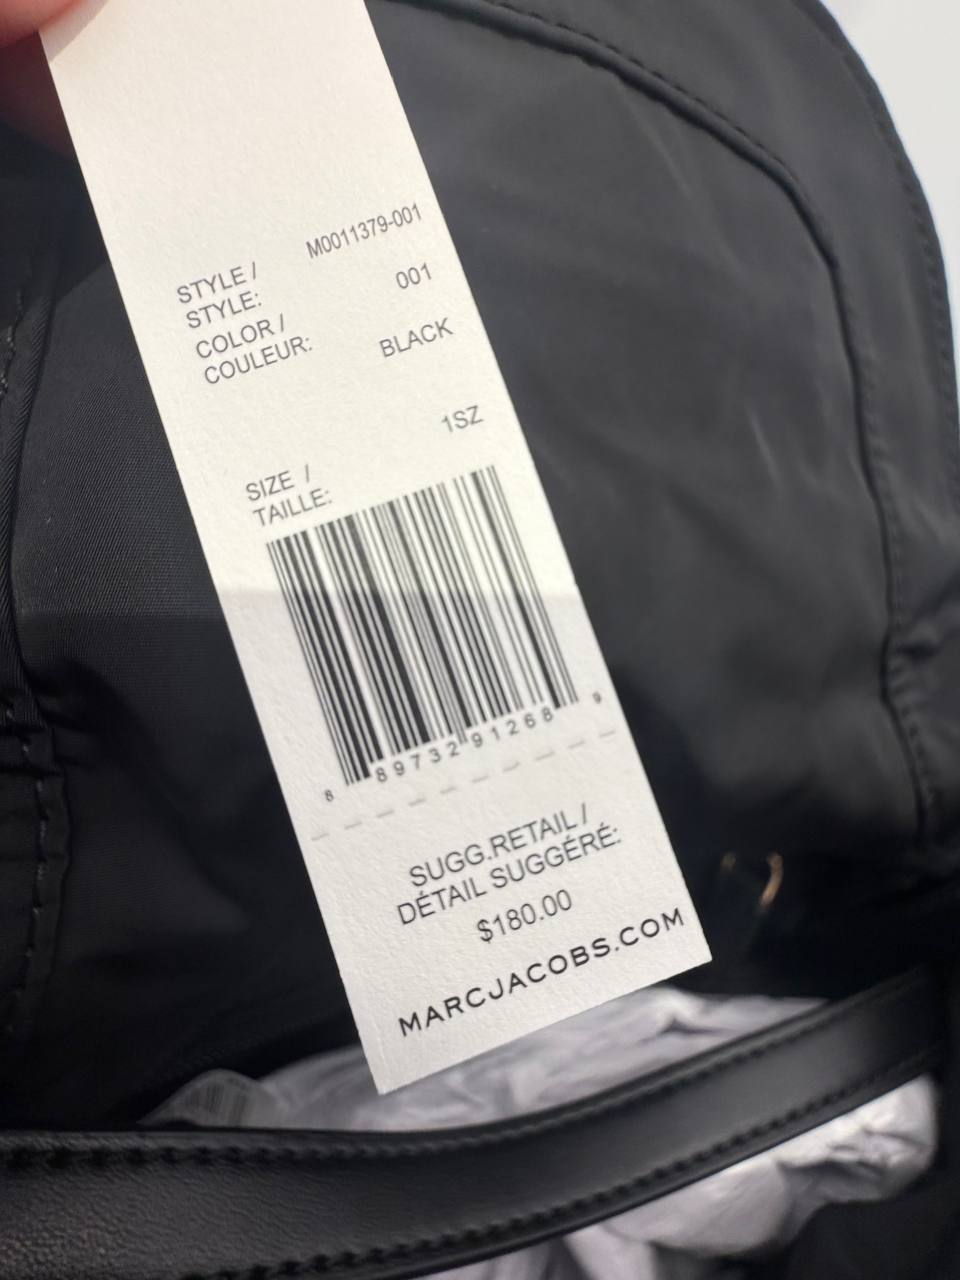 STYLE / M0011379-001
STYLE:
COLOR / 001
COULEUR: BLACK
1SZ
SIZE /
TAILLE:
8 89732 91268 9
SUGG.RETAIL /
DÉTAIL SUGGÉRÉ:
$180.00
MARCJACOBS.COM